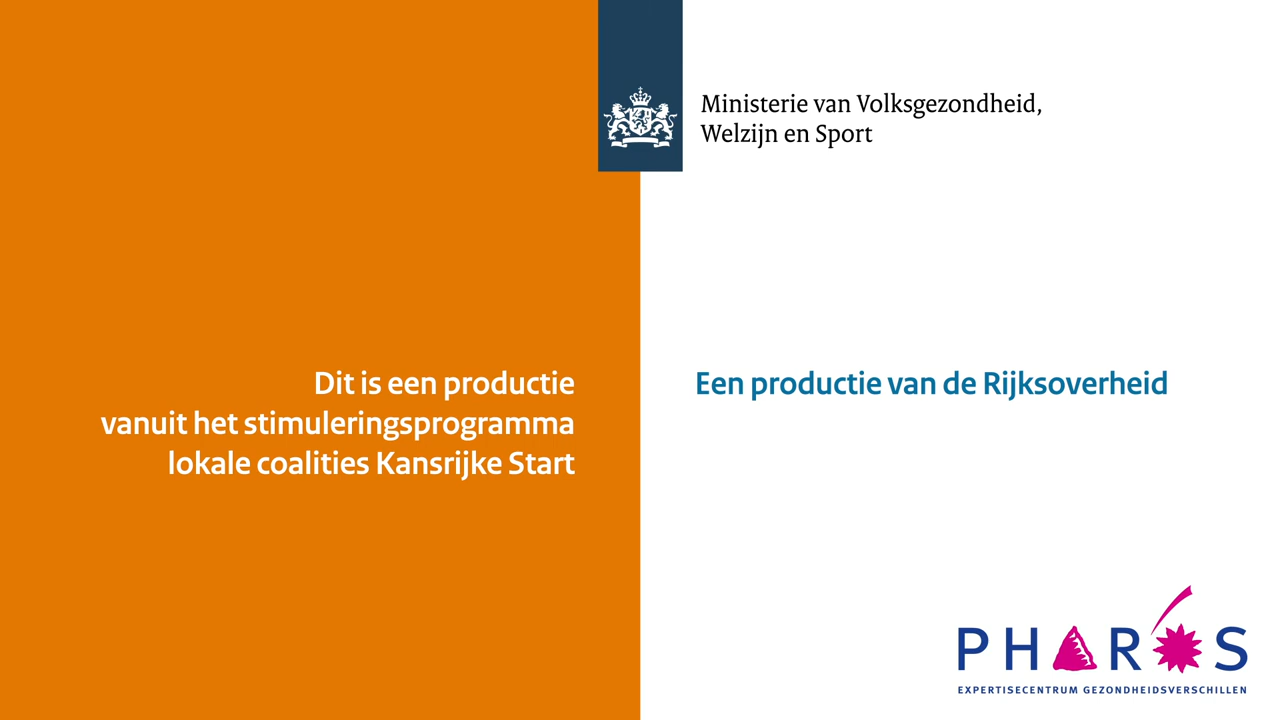 Ministerie van Volksgezondheid,
Welzijn en Sport
Dit is een productie
vanuit het stimuleringsprogramma
lokale coalities Kansrijke Start
Een productie van de Rijksoverheid
PHAROS
EXPERTISECENTRUM GEZONDHEIDSVERSCHILLEN